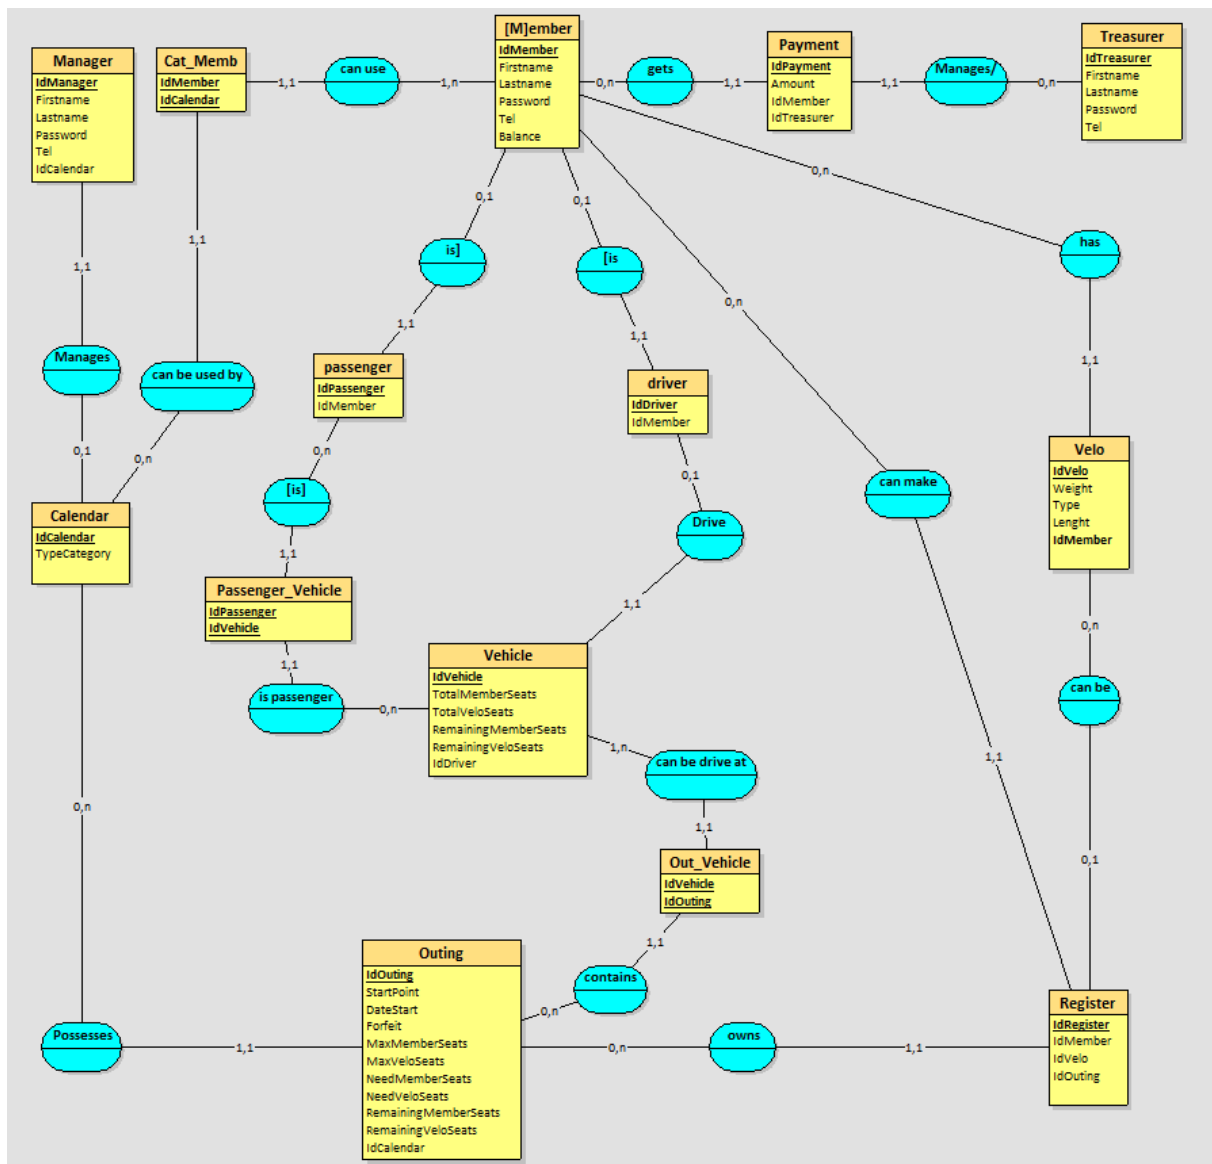 [M]ember
IdMember
Firstname
Lastname
Password
Tel
Balance
Manager
IdManager
Firstname
Lastname
Password
Tel
IdCalendar
Cat_Memb
IdMember
IdCalendar
1,1
can use
1,n
0,n
gets
1,1
Payment
IdPayment
Amount
IdMember
IdTreasurer
1,1
Manages/
0,n
Treasurer
IdTreasurer
Firstname
Lastname
Password
Tel
0,n
0,1
0,1
1,1
1,1
is]
[is
has
0,n
1,1
1,1
1,1
Manages
can be used by
passenger
IdPassenger
IdMember
driver
IdDriver
IdMember
0,1
0,n
0,n
0,1
Velo
IdVelo
Weight
Type
Lenght
IdMember
[is]
can make
Calendar
IdCalendar
TypeCategory
Drive
1,1
Passenger_Vehicle
IdPassenger
IdVehicle
1,1
0,n
1,1
Vehicle
IdVehicle
TotalMemberSeats
TotalVeloSeats
RemainingMemberSeats
RemainingVeloSeats
IdDriver
is passenger
0,n
can be
1,n
can be drive at
1,1
0,n
1,1
0,1
Out_Vehicle
IdVehicle
IdOuting
1,1
contains
0,n
Outing
IdOuting
StartPoint
DateStart
Forfeit
MaxMemberSeats
MaxVeloSeats
NeedMemberSeats
NeedVeloSeats
RemainingMemberSeats
RemainingVeloSeats
IdCalendar
Possesses
1,1
0,n
owns
1,1
Register
IdRegister
IdMember
IdVelo
IdOuting